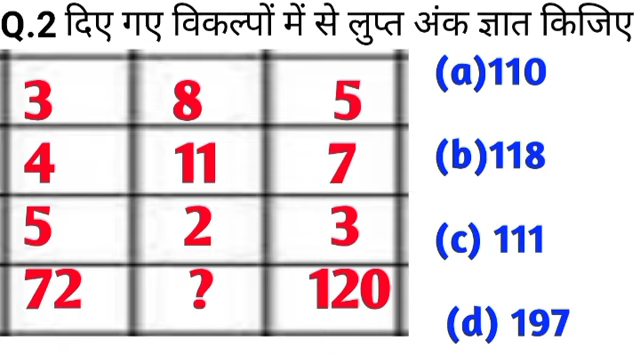 Q.2 दिए गए विकल्पों में से लुप्त अंक ज्ञात किजिए
3 8 5 (a)110
4 11 7 (b)118
5 2 3 (c) 111
72 ? 120 (d) 197